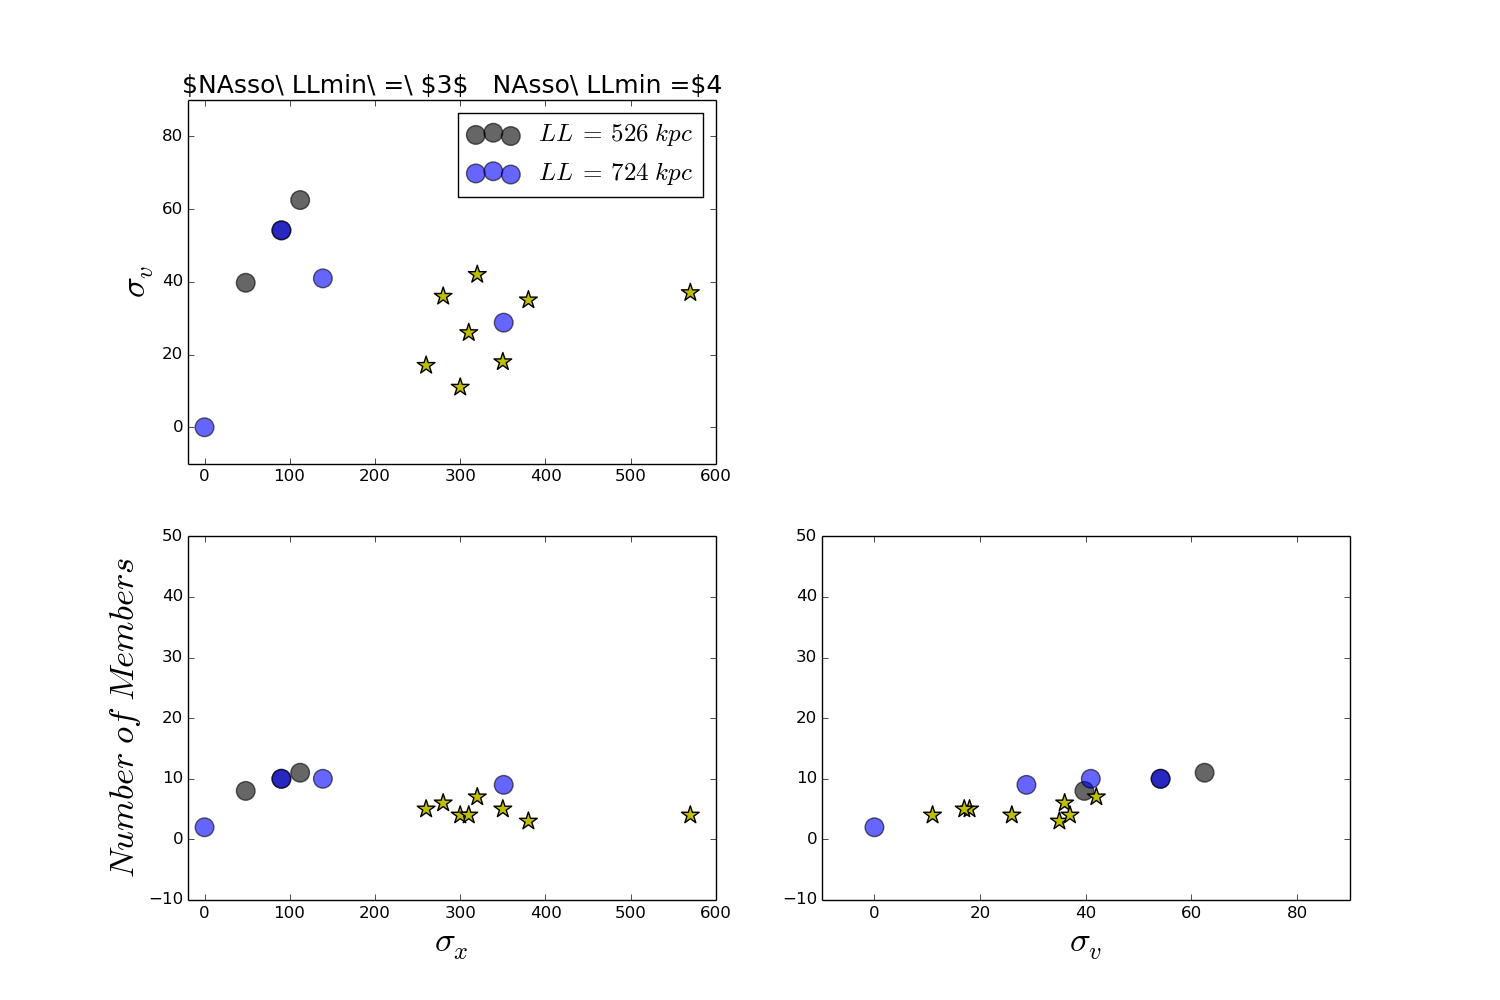 $NAsso\ LLmin\ =\ $3$   NAsso\ LLmin =$4
LL = 526 kpc
LL = 724 kpc
80
60
40
20
0
σ_v
0 100 200 300 400 500 600
50
40
30
20
10
0
−10
Number of Members
0 100 200 300 400 500 600
σ_x
50
40
30
20
10
0
−10
0 20 40 60 80
σ_v